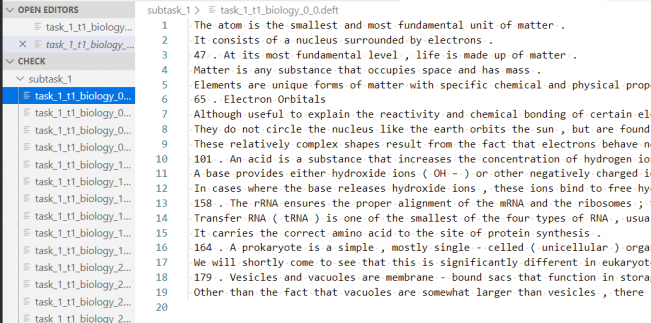 OPEN EDITORS
task_1_t1_biology_...
task_1_t1_biology_...
CHECK
subtask_1
task_1_t1_biology_0...
task_1_t1_biology_0...
task_1_t1_biology_0...
task_1_t1_biology_0...
task_1_t1_biology_1...
task_1_t1_biology_1...
task_1_t1_biology_1...
task_1_t1_biology_1...
task_1_t1_biology_1...
task_1_t1_biology_1...
task_1_t1_biology_2...
task_1_t1_biology_2...
task_1_t1_biology_2...
task_1_t1_biology_2...
subtask_1 > task_1_t1_biology_0_0.deft
1 The atom is the smallest and most fundamental unit of matter .
2 It consists of a nucleus surrounded by electrons .
3 47 . At its most fundamental level , life is made up of matter .
4 Matter is any substance that occupies space and has mass .
5 Elements are unique forms of matter with specific chemical and physical prop
6 65 . Electron Orbitals
7 Although useful to explain the reactivity and chemical bonding of certain el
8 They do not circle the nucleus like the earth orbits the sun , but are found
9 These relatively complex shapes result from the fact that electrons behave n
10 101 . An acid is a substance that increases the concentration of hydrogen ion
11 A base provides either hydroxide ions ( OH – ) or other negatively charged i
12 In cases where the base releases hydroxide ions , these ions bind to free hy
13 158 . The rRNA ensures the proper alignment of the mRNA and the ribosomes ; t
14 Transfer RNA ( tRNA ) is one of the smallest of the four types of RNA , usua
15 It carries the correct amino acid to the site of protein synthesis .
16 164 . A prokaryote is a simple , mostly single - celled ( unicellular ) organ
17 We will shortly come to see that this is significantly different in eukaryot
18 179 . Vesicles and vacuoles are membrane - bound sacs that function in stora
19 Other than the fact that vacuoles are somewhat larger than vesicles , there
20